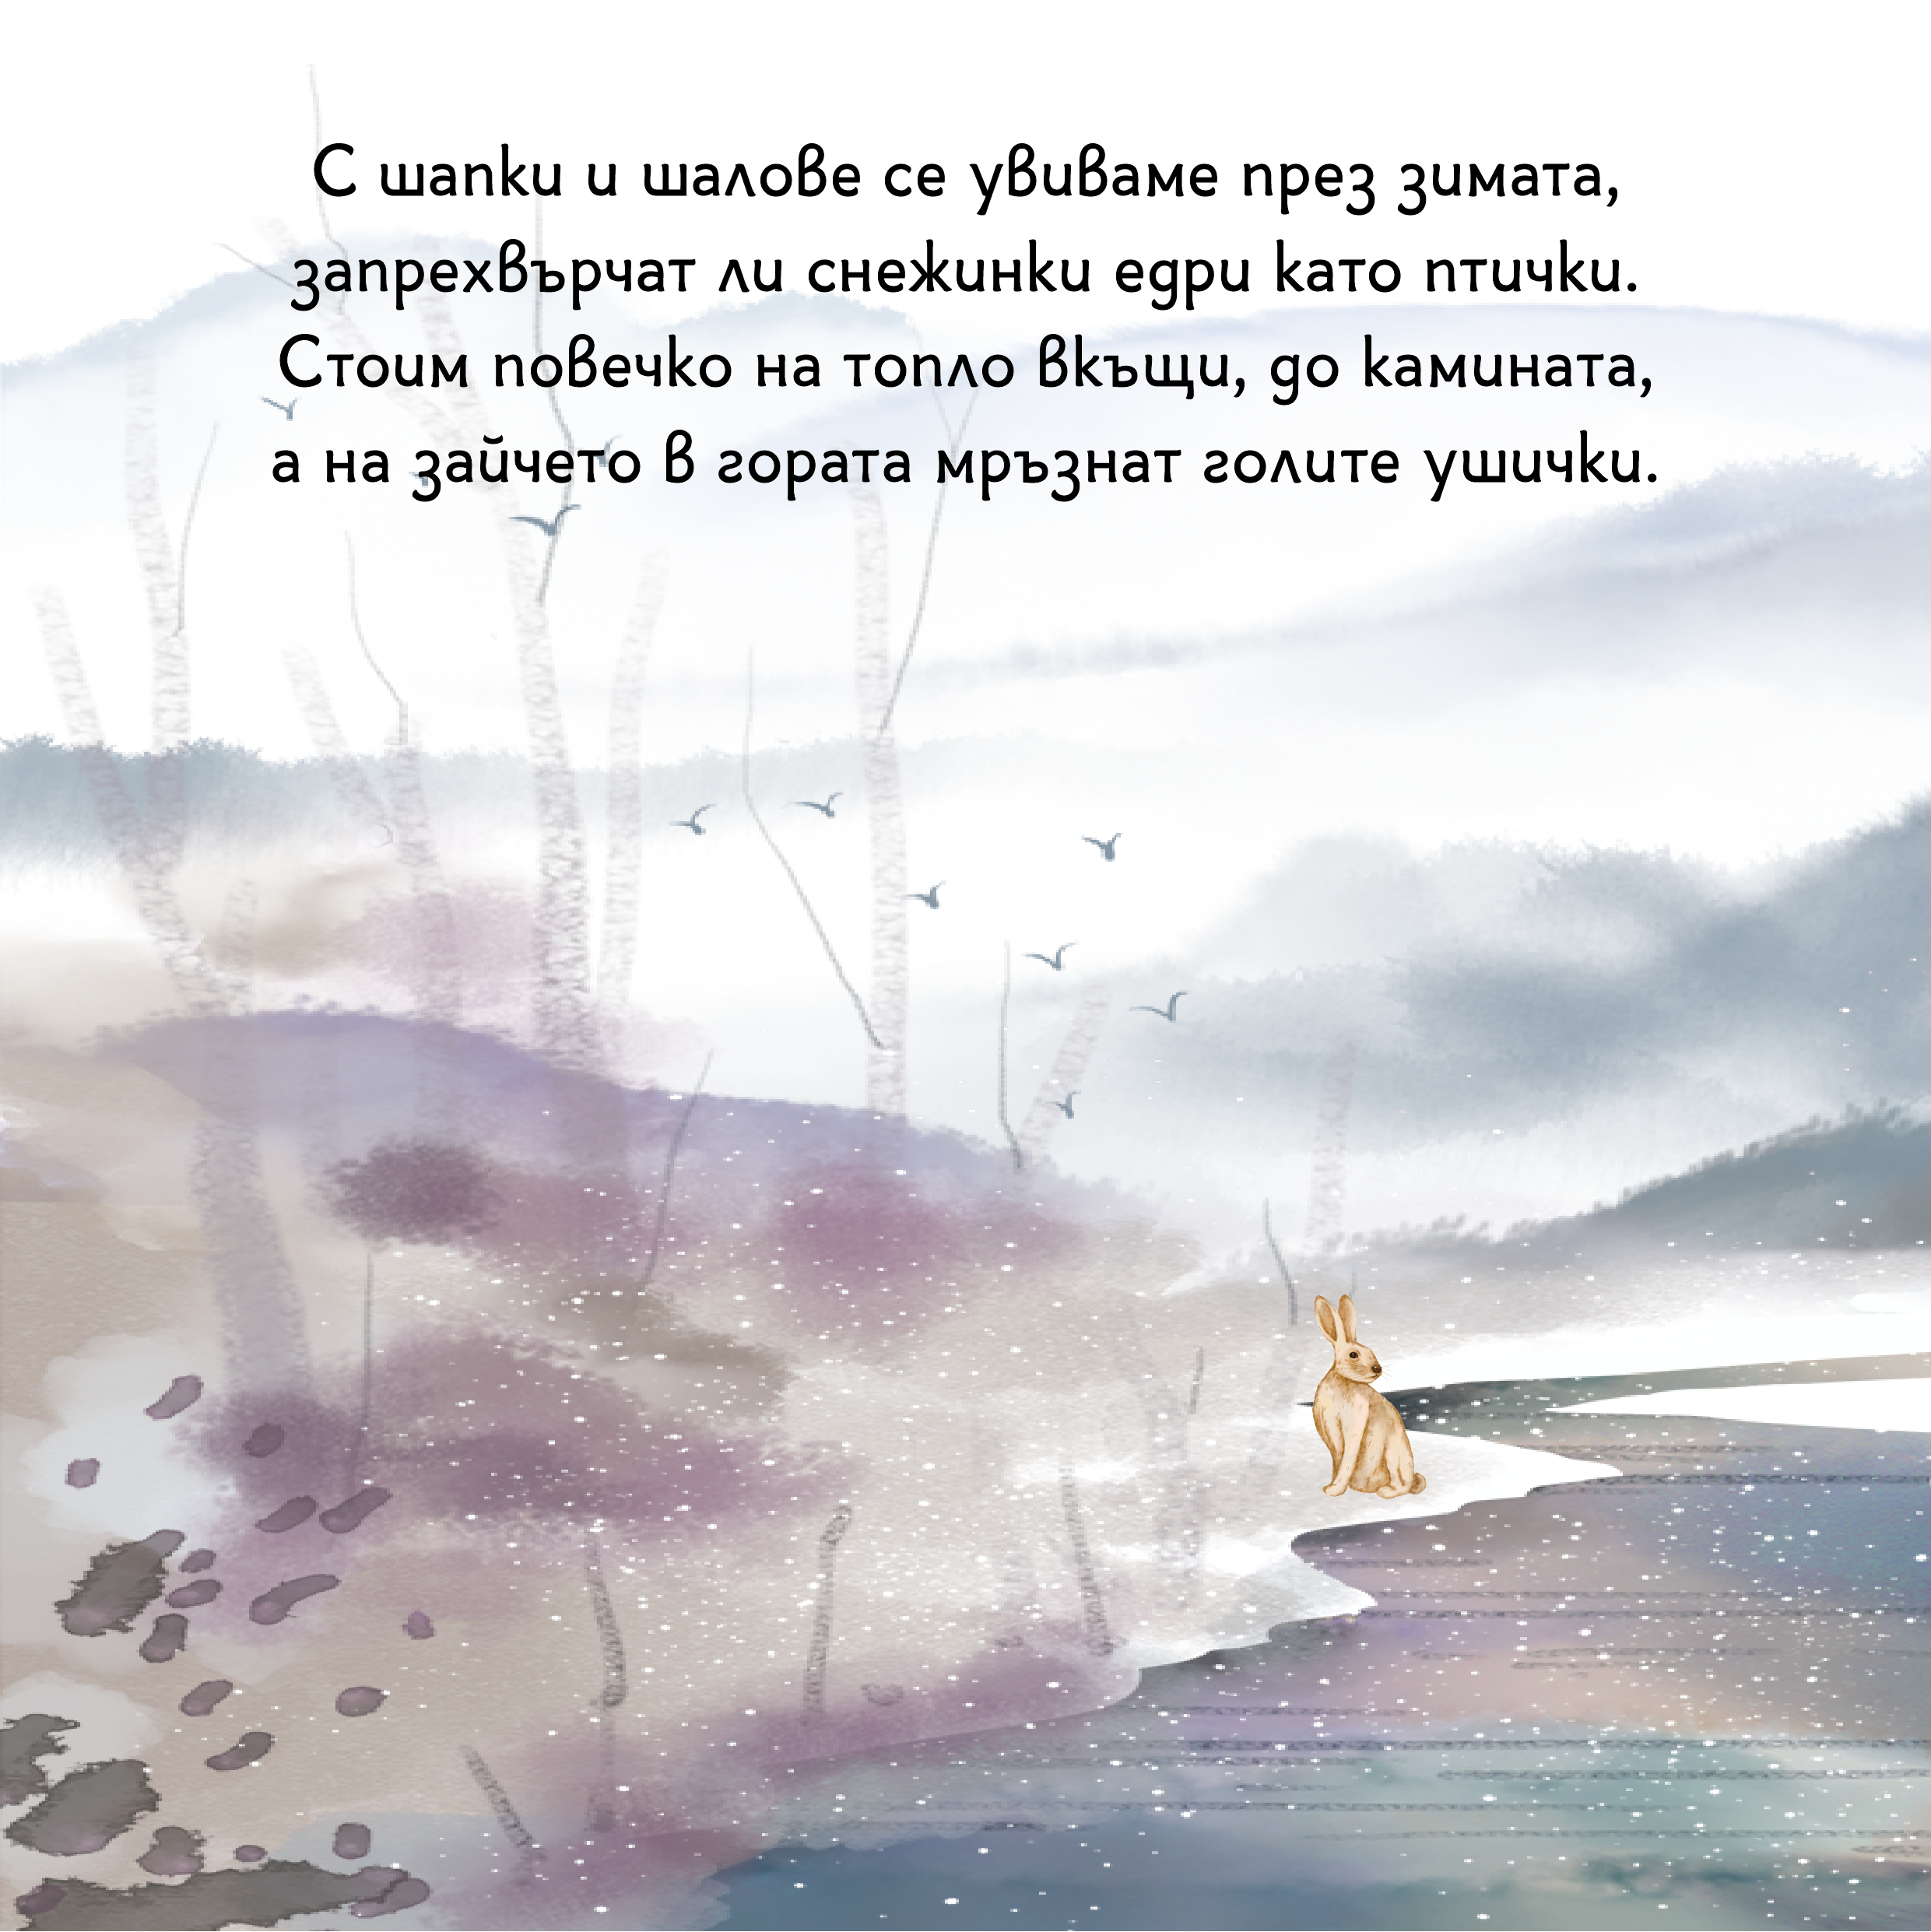 С шапки и шалове се увиваме през зимата,
запрехвърчат ли снежинки едри като птички.
Стоим повечко на топло вкъщи, до камината,
а на зайчето в гората мръзнат голите ушички.